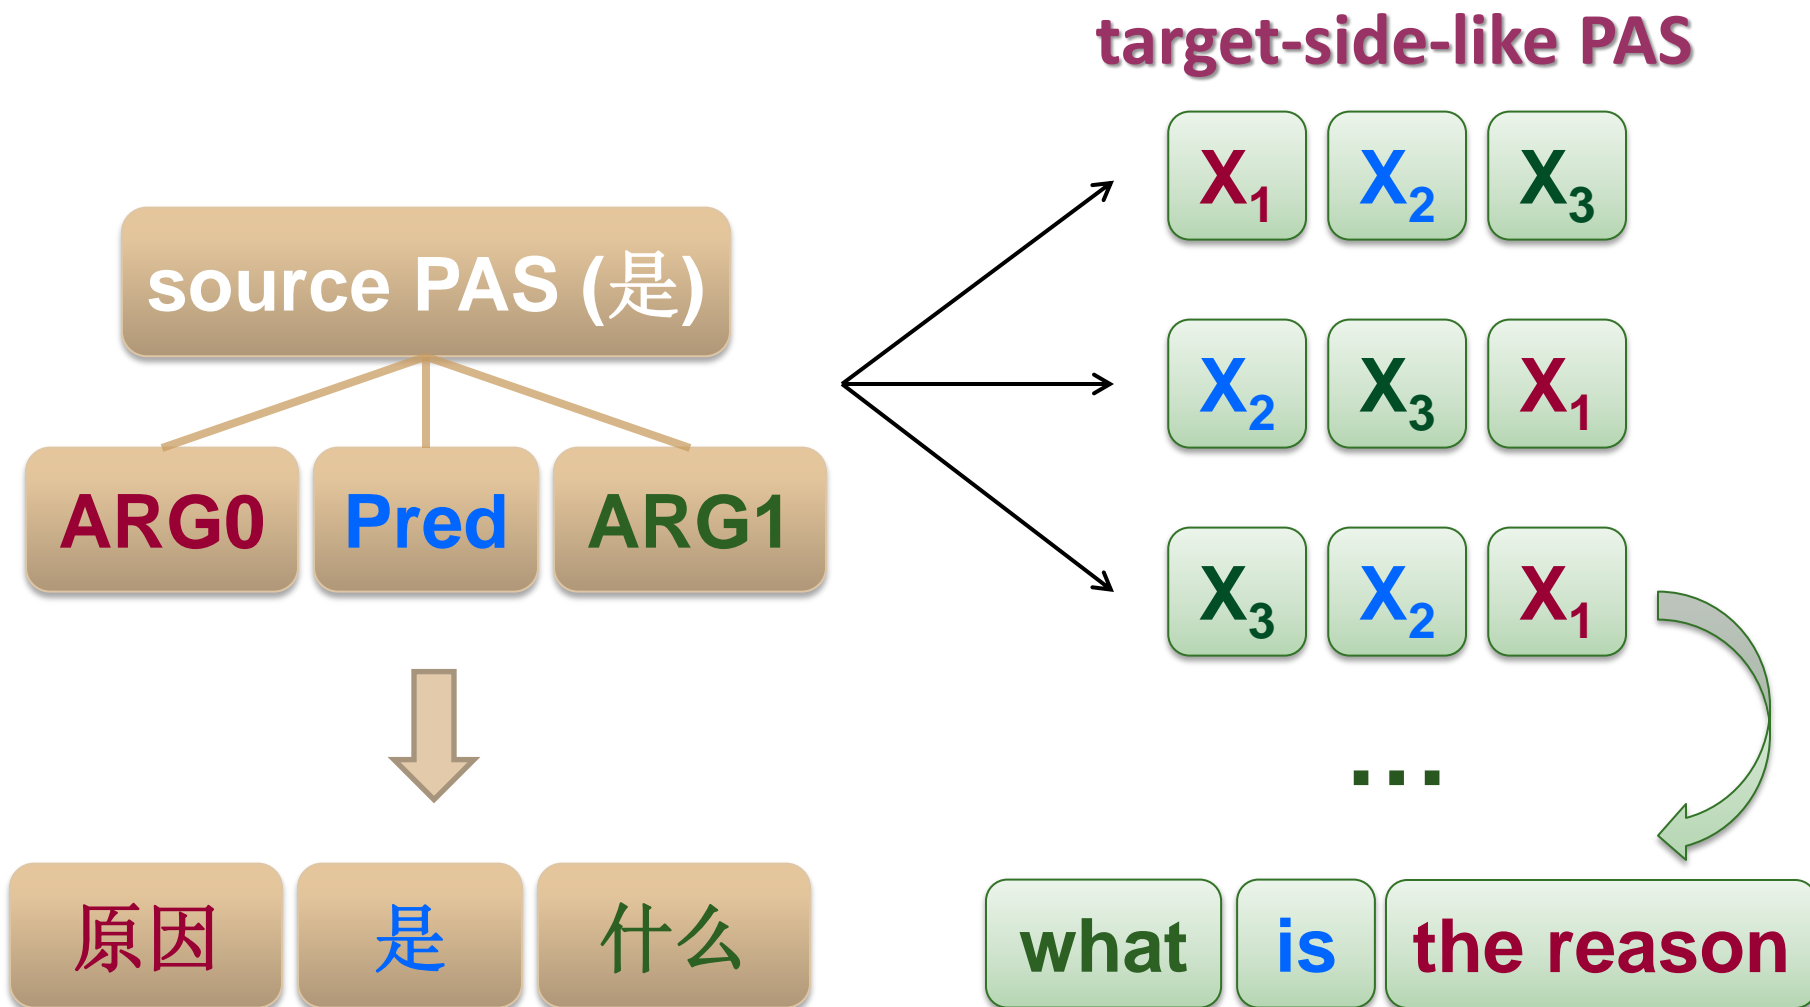 target-side-like PAS
X1 X2 X3
source PAS (是)
X2 X3 X1
ARG0 Pred ARG1
X3 X2 X1
...
原因 是 什么
what is the reason